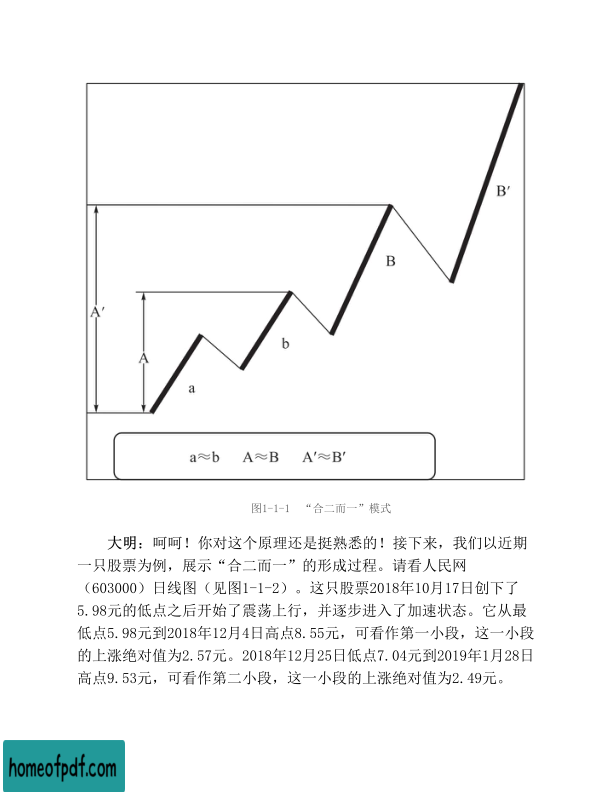 B′
B
A′
b
A
a
a≈b A≈B A′≈B′
图1-1-1 “合二而一”模式
大明：呵呵！你对这个原理还是挺熟悉的！接下来，我们以近期
一只股票为例，展示“合二而一”的形成过程。请看人民网
（603000）日线图（见图1-1-2）。这只股票2018年10月17日创下了
5.98元的低点之后开始了震荡上行，并逐步进入了加速状态。它从最
低点5.98元到2018年12月4日高点8.55元，可看作第一小段，这一小段
的上涨绝对值为2.57元。2018年12月25日低点7.04元到2019年1月28日
高点9.53元，可看作第二小段，这一小段的上涨绝对值为2.49元。
homeofpdf.com